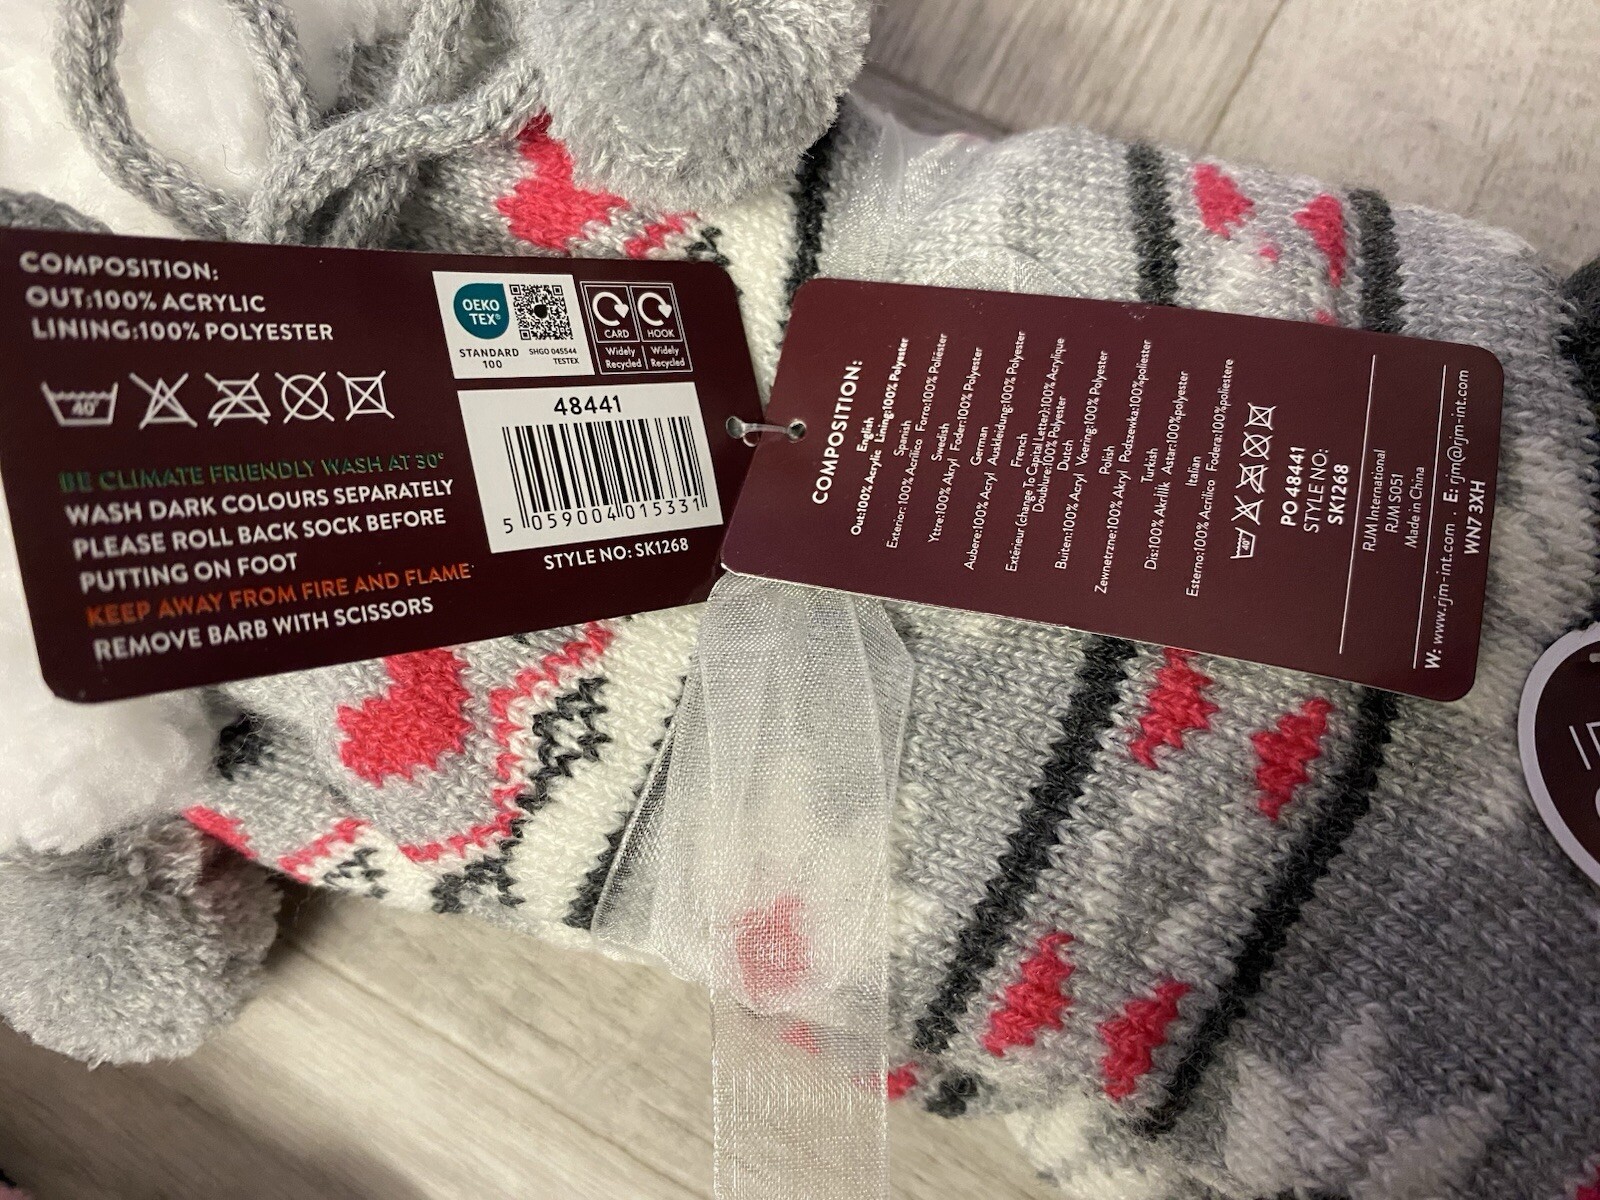 COMPOSITION:
OUT:100% ACRYLIC
LINING:100% POLYESTER
40°
BE CLIMATE FRIENDLY WASH AT 30°
WASH DARK COLOURS SEPARATELY
PLEASE ROLL BACK SOCK BEFORE
PUTTING ON FOOT
KEEP AWAY FROM FIRE AND FLAME
REMOVE BARB WITH SCISSORS
OEKO
TEX®
STANDARD
100
SHGO 045544
TESTEX
CARD
Widely
Recycled
HOOK
Widely
Recycled
48441
5 059004 015331
STYLE NO: SK1268
COMPOSITION:
English
Out:100% Acrylic Lining:100% Polyester
Spanish
Exterior: 100% Acrílico Forro:100% Poliéster
Swedish
Yttre:100% Akryl Foder:100% Polyester
German
Aubere:100% Acryl Auskleidung:100% Polyester
French
Extérieur (change To Capital Letter):100% Acrylique
Doublure:100% Polyester
Dutch
Buiten:100% Acryl Voering:100% Polyester
Polish
Zewnetrzne:100% Akryl Podszewka:100%poliester
Turkish
Dis:100% Akrilik Astar:100%polyester
Italian
Esterno:100% Acilico Fodera:100%poliestere
40°
PO 48441
STYLE NO:
SK1268
RJM International
RJMS051
Made in China
W: www.rjm-int.com . E: rjm@rjm-int.com
WN7 3XH